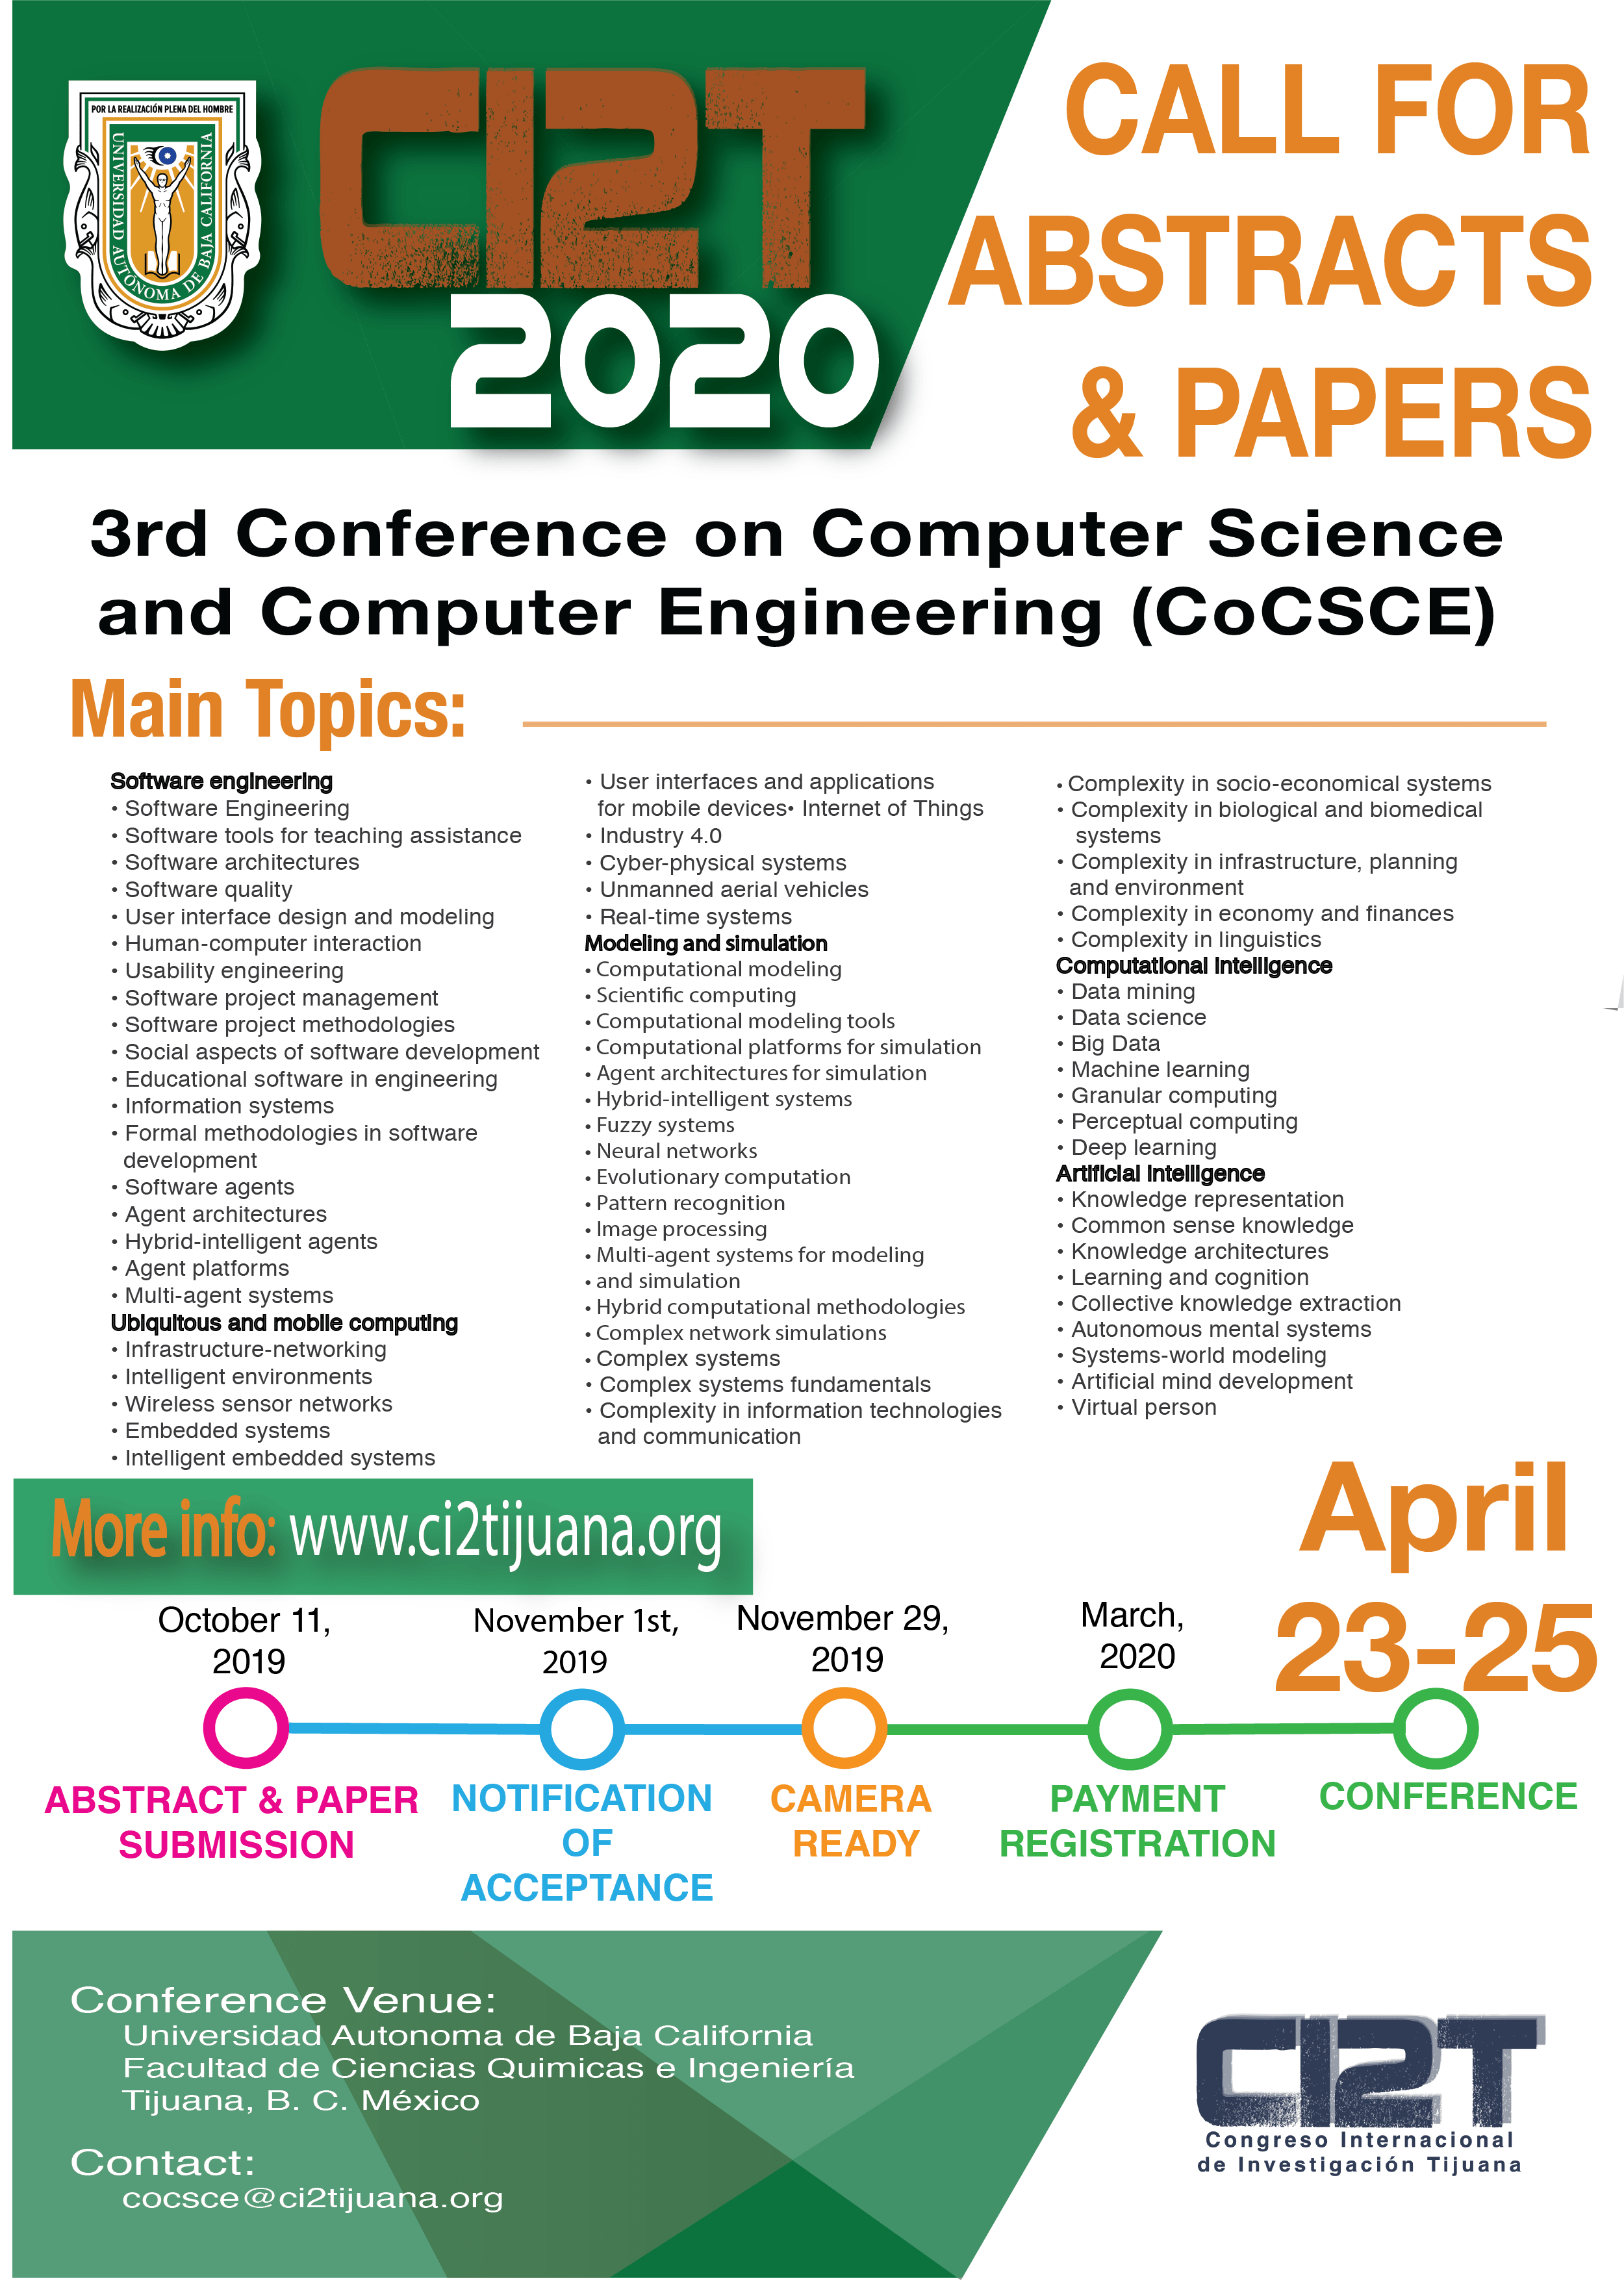 POR LA REALIZACIÓN PLENA DEL HOMBRE
UNIVERSIDAD AUTÓNOMA DE BAJA CALIFORNIA
CI2T
2020
CALL FOR
ABSTRACTS
& PAPERS
3rd Conference on Computer Science
and Computer Engineering (CoCSCE)
Main Topics:
Software engineering
• Software Engineering
• Software tools for teaching assistance
• Software architectures
• Software quality
• User interface design and modeling
• Human-computer interaction
• Usability engineering
• Software project management
• Software project methodologies
• Social aspects of software development
• Educational software in engineering
• Information systems
• Formal methodologies in software
development
• Software agents
• Agent architectures
• Hybrid-intelligent agents
• Agent platforms
• Multi-agent systems
Ubiquitous and mobile computing
• Infrastructure-networking
• Intelligent environments
• Wireless sensor networks
• Embedded systems
• Intelligent embedded systems
• User interfaces and applications
for mobile devices• Internet of Things
• Industry 4.0
• Cyber-physical systems
• Unmanned aerial vehicles
• Real-time systems
Modeling and simulation
• Computational modeling
• Scientific computing
• Computational modeling tools
• Computational platforms for simulation
• Agent architectures for simulation
• Hybrid-intelligent systems
• Fuzzy systems
• Neural networks
• Evolutionary computation
• Pattern recognition
• Image processing
• Multi-agent systems for modeling
• and simulation
• Hybrid computational methodologies
• Complex network simulations
• Complex systems
• Complex systems fundamentals
• Complexity in information technologies
and communication
• Complexity in socio-economical systems
• Complexity in biological and biomedical
systems
• Complexity in infrastructure, planning
and environment
• Complexity in economy and finances
• Complexity in linguistics
Computational intelligence
• Data mining
• Data science
• Big Data
• Machine learning
• Granular computing
• Perceptual computing
• Deep learning
Artificial intelligence
• Knowledge representation
• Common sense knowledge
• Knowledge architectures
• Learning and cognition
• Collective knowledge extraction
• Autonomous mental systems
• Systems-world modeling
• Artificial mind development
• Virtual person
More info: www.ci2tijuana.org
October 11,
2019
ABSTRACT & PAPER
SUBMISSION
November 1st,
2019
NOTIFICATION
OF
ACCEPTANCE
November 29,
2019
CAMERA
READY
March,
2020
PAYMENT
REGISTRATION
April
23-25
CONFERENCE
Conference Venue:
Universidad Autonoma de Baja California
Facultad de Ciencias Quimicas e Ingeniería
Tijuana, B. C. México
Contact:
cocsce@ci2tijuana.org
CI2T
Congreso Internacional
de Investigación Tijuana